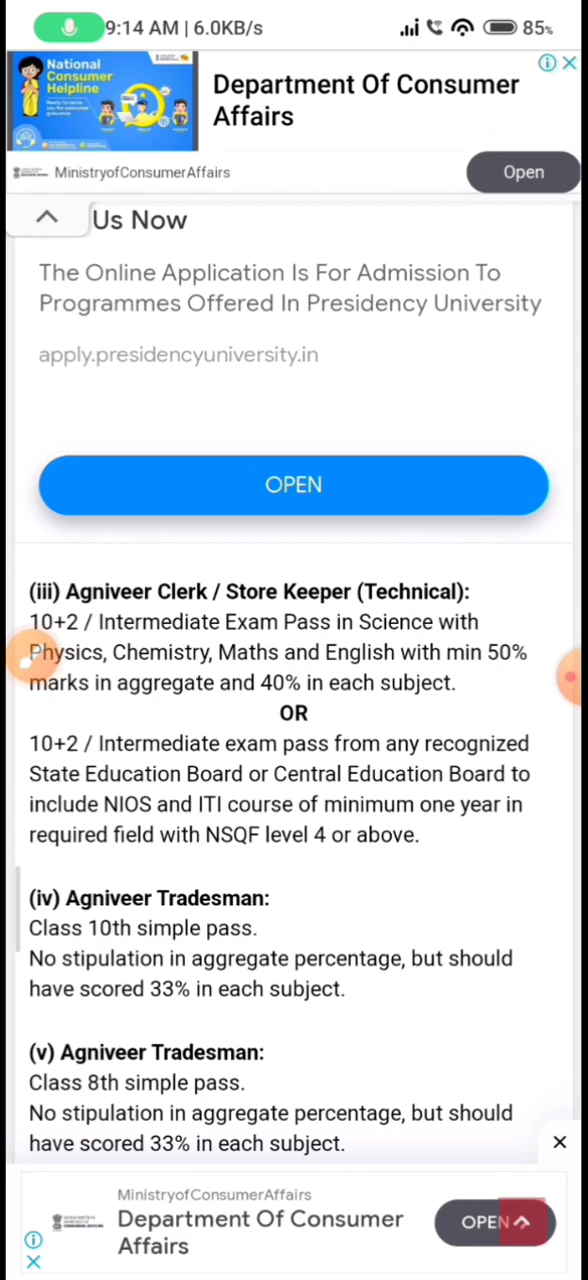 9:14 AM | 6.0KB/s
85%
National
Consumer
Helpline
Department Of Consumer
Affairs
MinistryofConsumerAffairs
Open
Us Now
The Online Application Is For Admission To
Programmes Offered In Presidency University
apply.presidencyuniversity.in
OPEN
(iii) Agniveer Clerk / Store Keeper (Technical):
10+2 / Intermediate Exam Pass in Science with
Physics, Chemistry, Maths and English with min 50%
marks in aggregate and 40% in each subject.
OR
10+2 / Intermediate exam pass from any recognized
State Education Board or Central Education Board to
include NIOS and ITI course of minimum one year in
required field with NSQF level 4 or above.
(iv) Agniveer Tradesman:
Class 10th simple pass.
No stipulation in aggregate percentage, but should
have scored 33% in each subject.
(v) Agniveer Tradesman:
Class 8th simple pass.
No stipulation in aggregate percentage, but should
have scored 33% in each subject.
MinistryofConsumerAffairs
Department Of Consumer
Affairs
OPEN